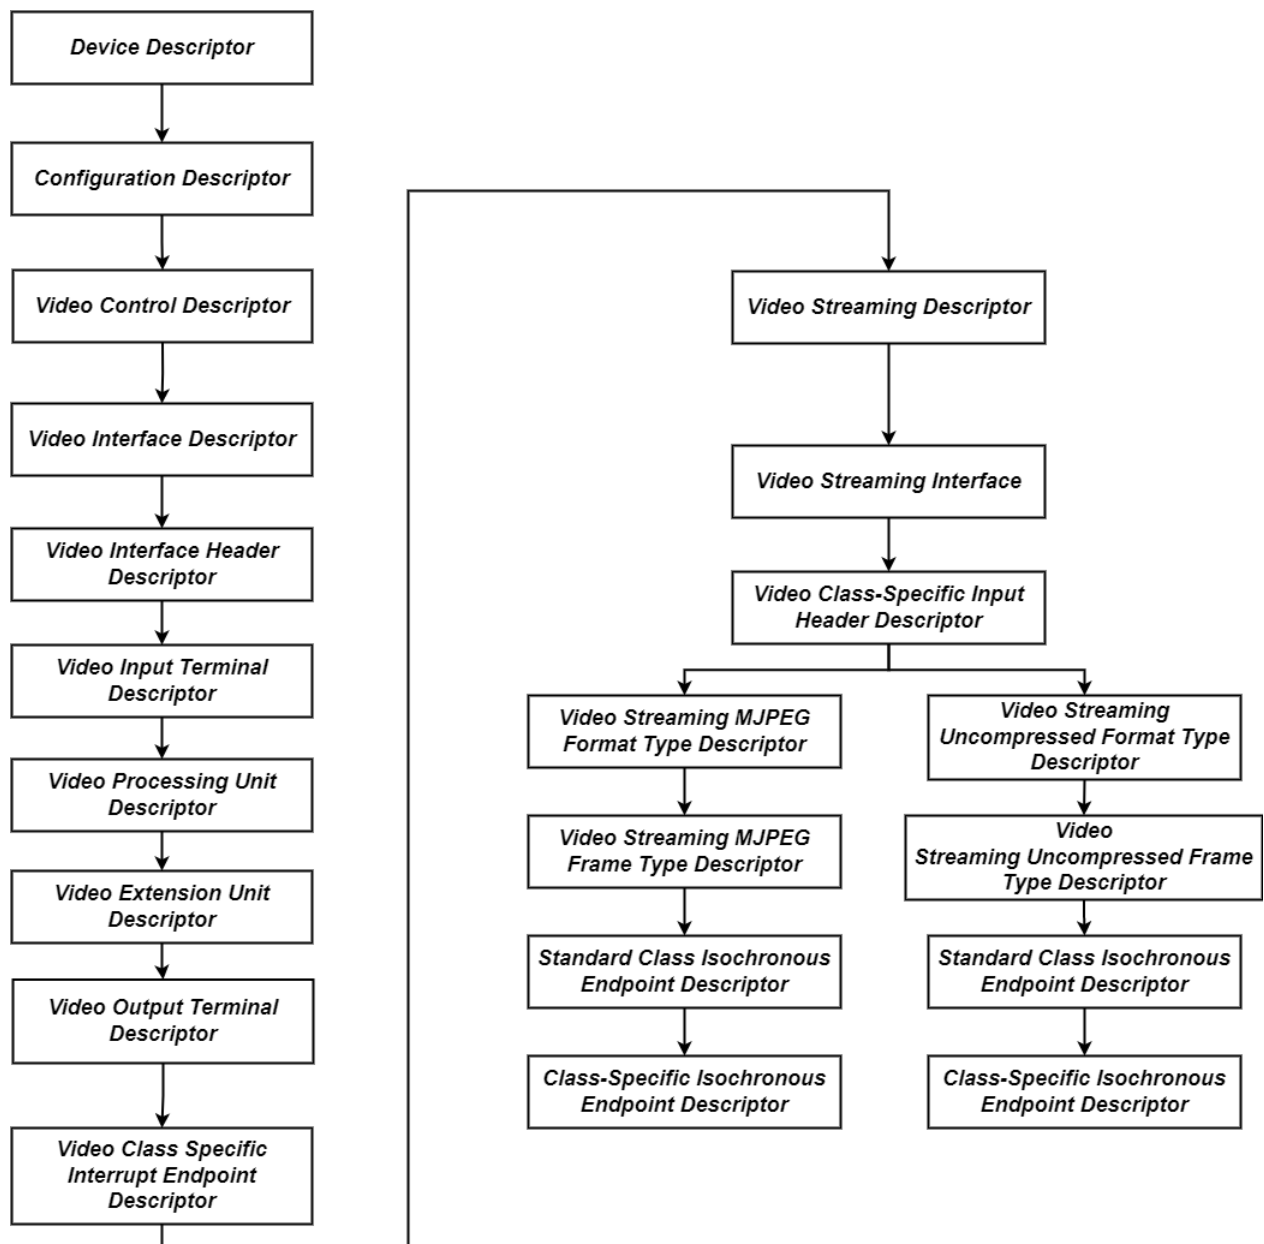 Device Descriptor
Configuration Descriptor
Video Control Descriptor
Video Interface Descriptor
Video Interface Header
Descriptor
Video Input Terminal
Descriptor
Video Processing Unit
Descriptor
Video Extension Unit
Descriptor
Video Output Terminal
Descriptor
Video Class Specific
Interrupt Endpoint
Descriptor
Video Streaming Descriptor
Video Streaming Interface
Video Class-Specific Input
Header Descriptor
Video Streaming MJPEG
Format Type Descriptor
Video Streaming MJPEG
Frame Type Descriptor
Standard Class Isochronous
Endpoint Descriptor
Class-Specific Isochronous
Endpoint Descriptor
Video Streaming
Uncompressed Format Type
Descriptor
Video
Streaming Uncompressed Frame
Type Descriptor
Standard Class Isochronous
Endpoint Descriptor
Class-Specific Isochronous
Endpoint Descriptor